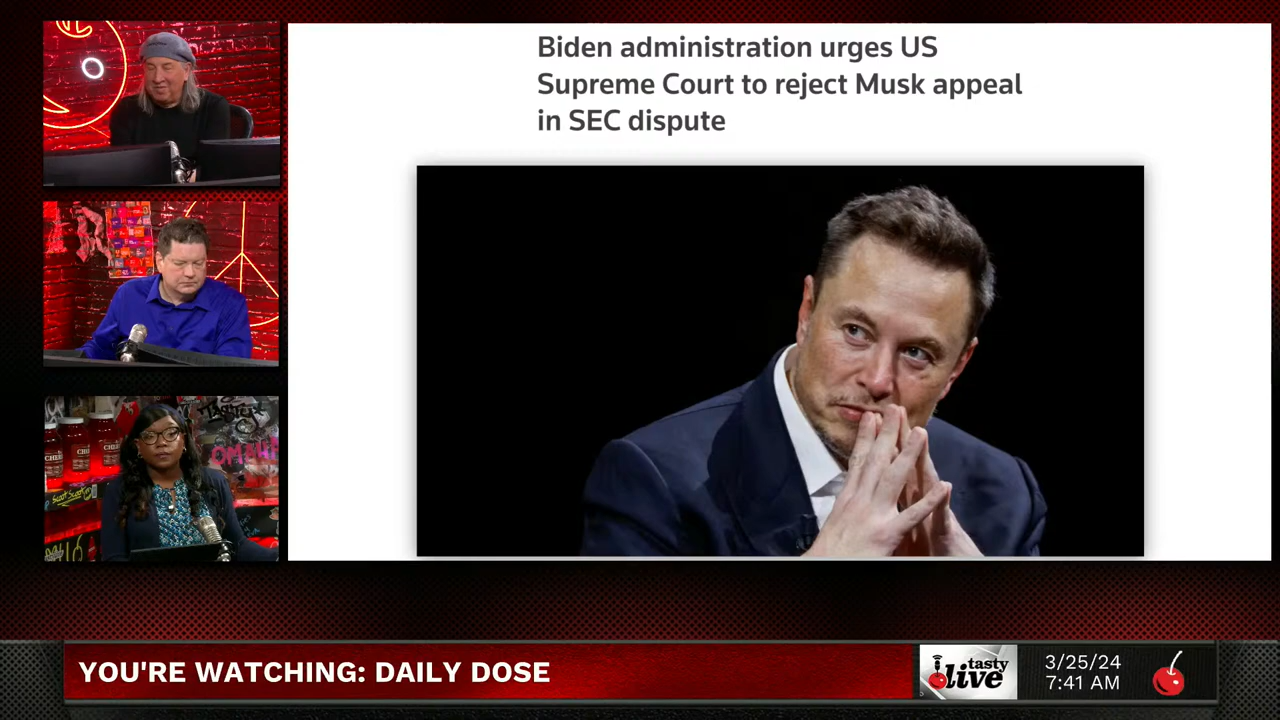 Biden administration urges US
Supreme Court to reject Musk appeal
in SEC dispute
YOU'RE WATCHING: DAILY DOSE
tasty
live
3/25/24
7:41 AM